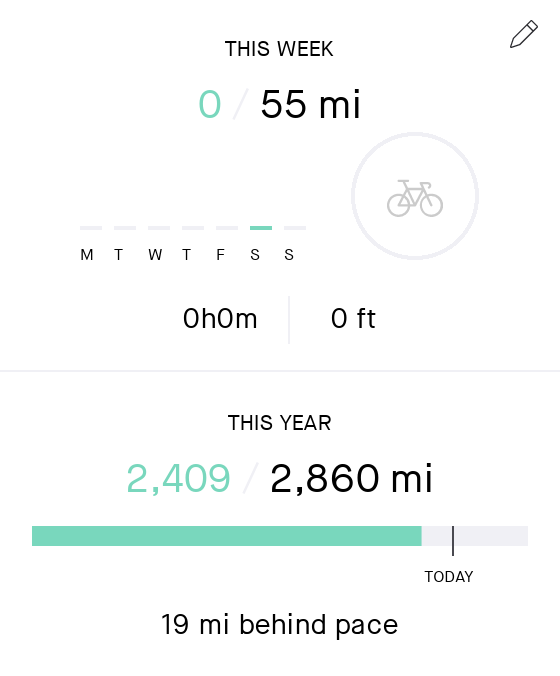 THIS WEEK
0 / 55 mi
M T W T F S S
0h0m 0 ft
THIS YEAR
2,409 / 2,860 mi
TODAY
19 mi behind pace